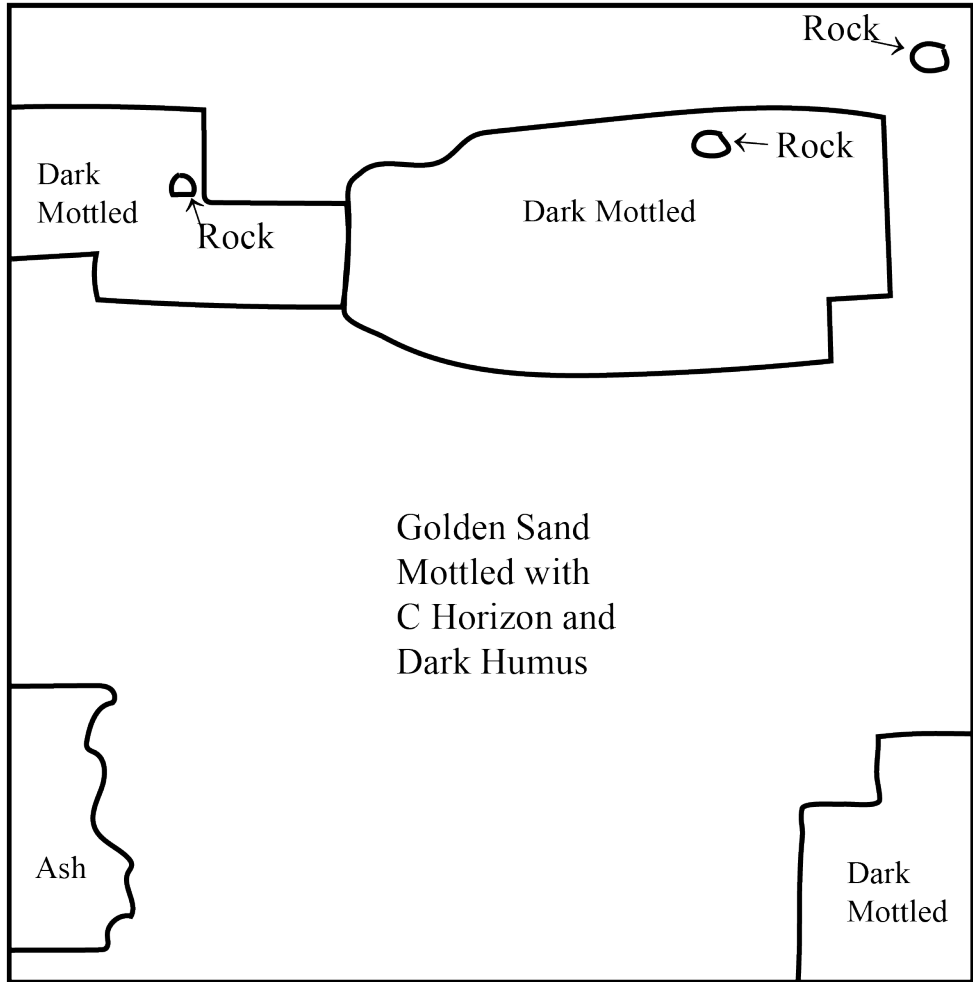 Rock
Rock
Dark
Mottled
Dark Mottled
Rock
Golden Sand
Mottled with
C Horizon and
Dark Humus
Ash
Dark
Mottled